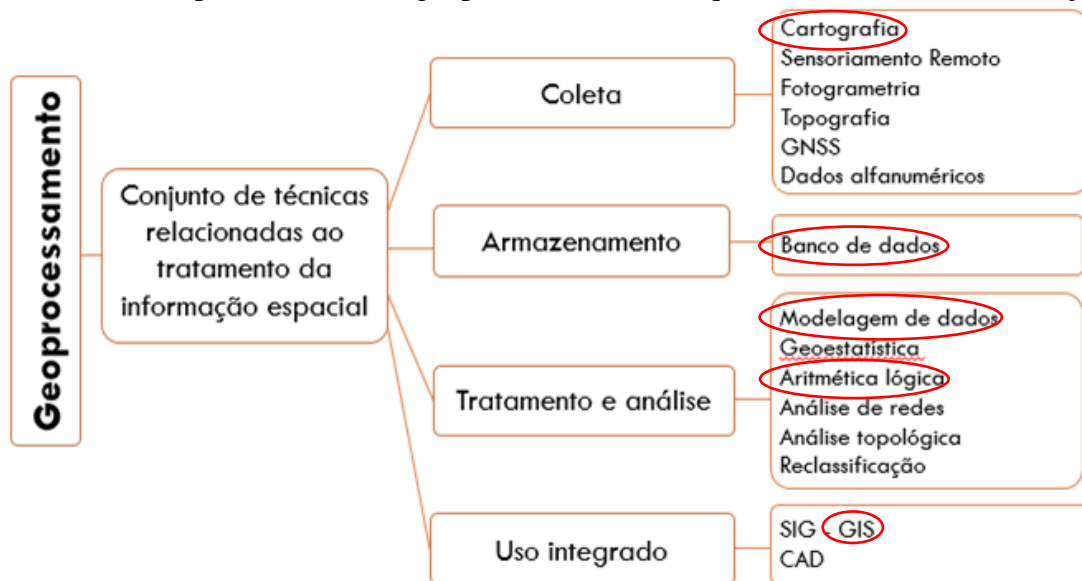 Geoprocessamento
Conjunto de técnicas
relacionadas ao
tratamento da
informação espacial
Coleta
Cartografia
Sensoriamento Remoto
Fotogrametria
Topografia
GNSS
Dados alfanuméricos
Armazenamento
Banco de dados
Tratamento e análise
Modelagem de dados
Geoestatística
Aritmética lógica
Análise de redes
Análise topológica
Reclassificação
Uso integrado
SIG - GIS
CAD